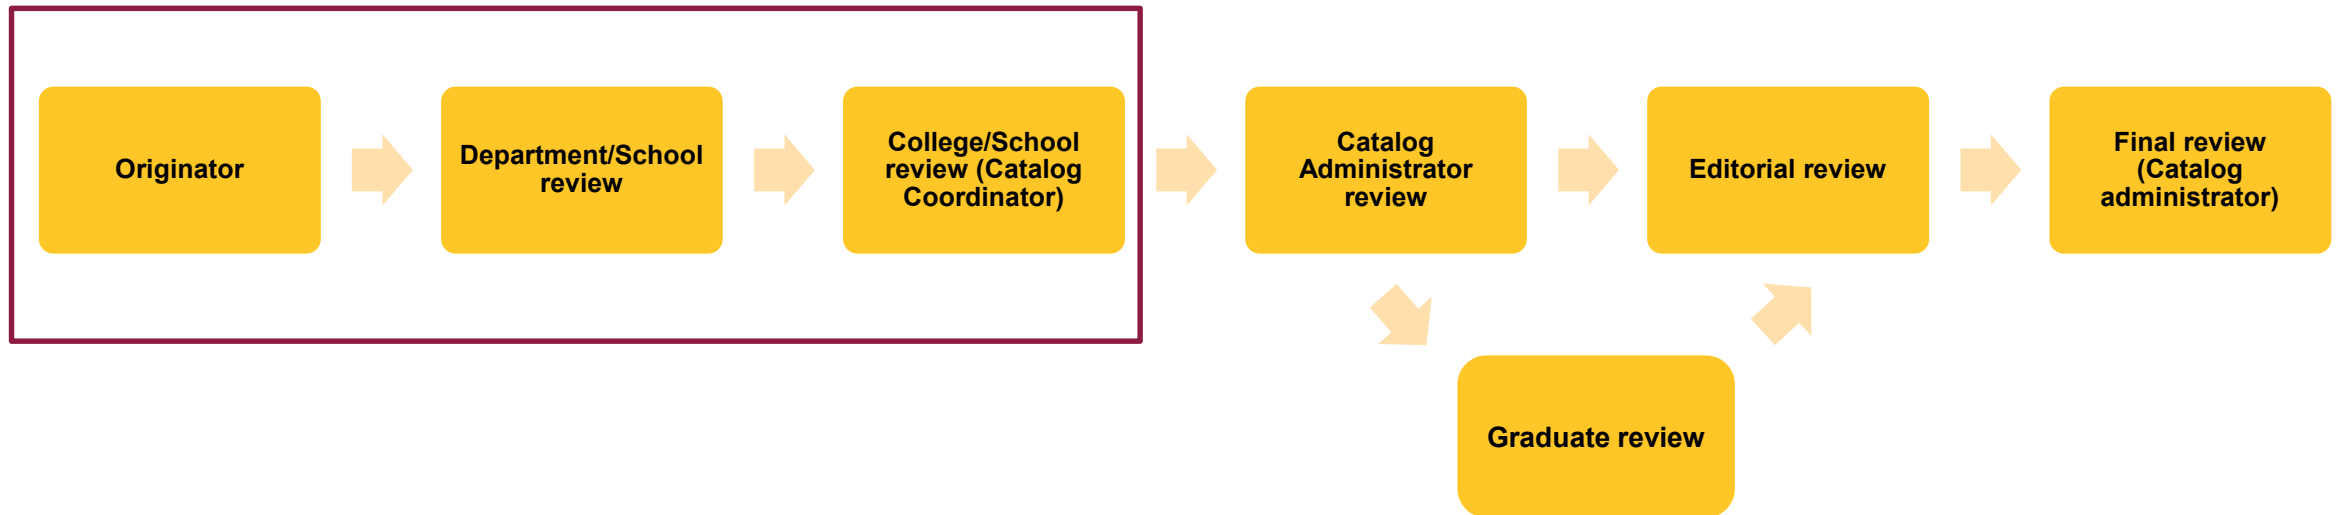 Originator
Department/School
review
College/School
review (Catalog
Coordinator)
Catalog
Administrator
review
Editorial review
Final review
(Catalog
administrator)
Graduate review